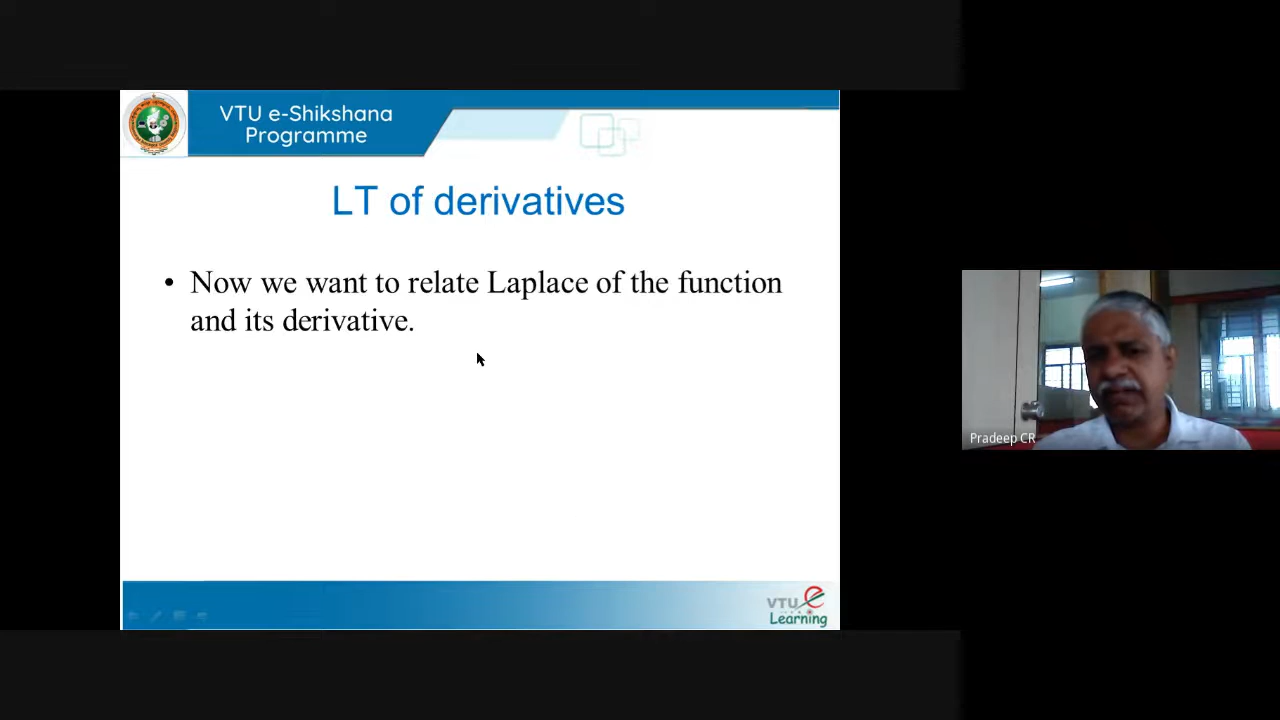 VTU e-Shikshana
Programme
LT of derivatives
• Now we want to relate Laplace of the function
and its derivative.
Pradeep CR
VTU e
Learning